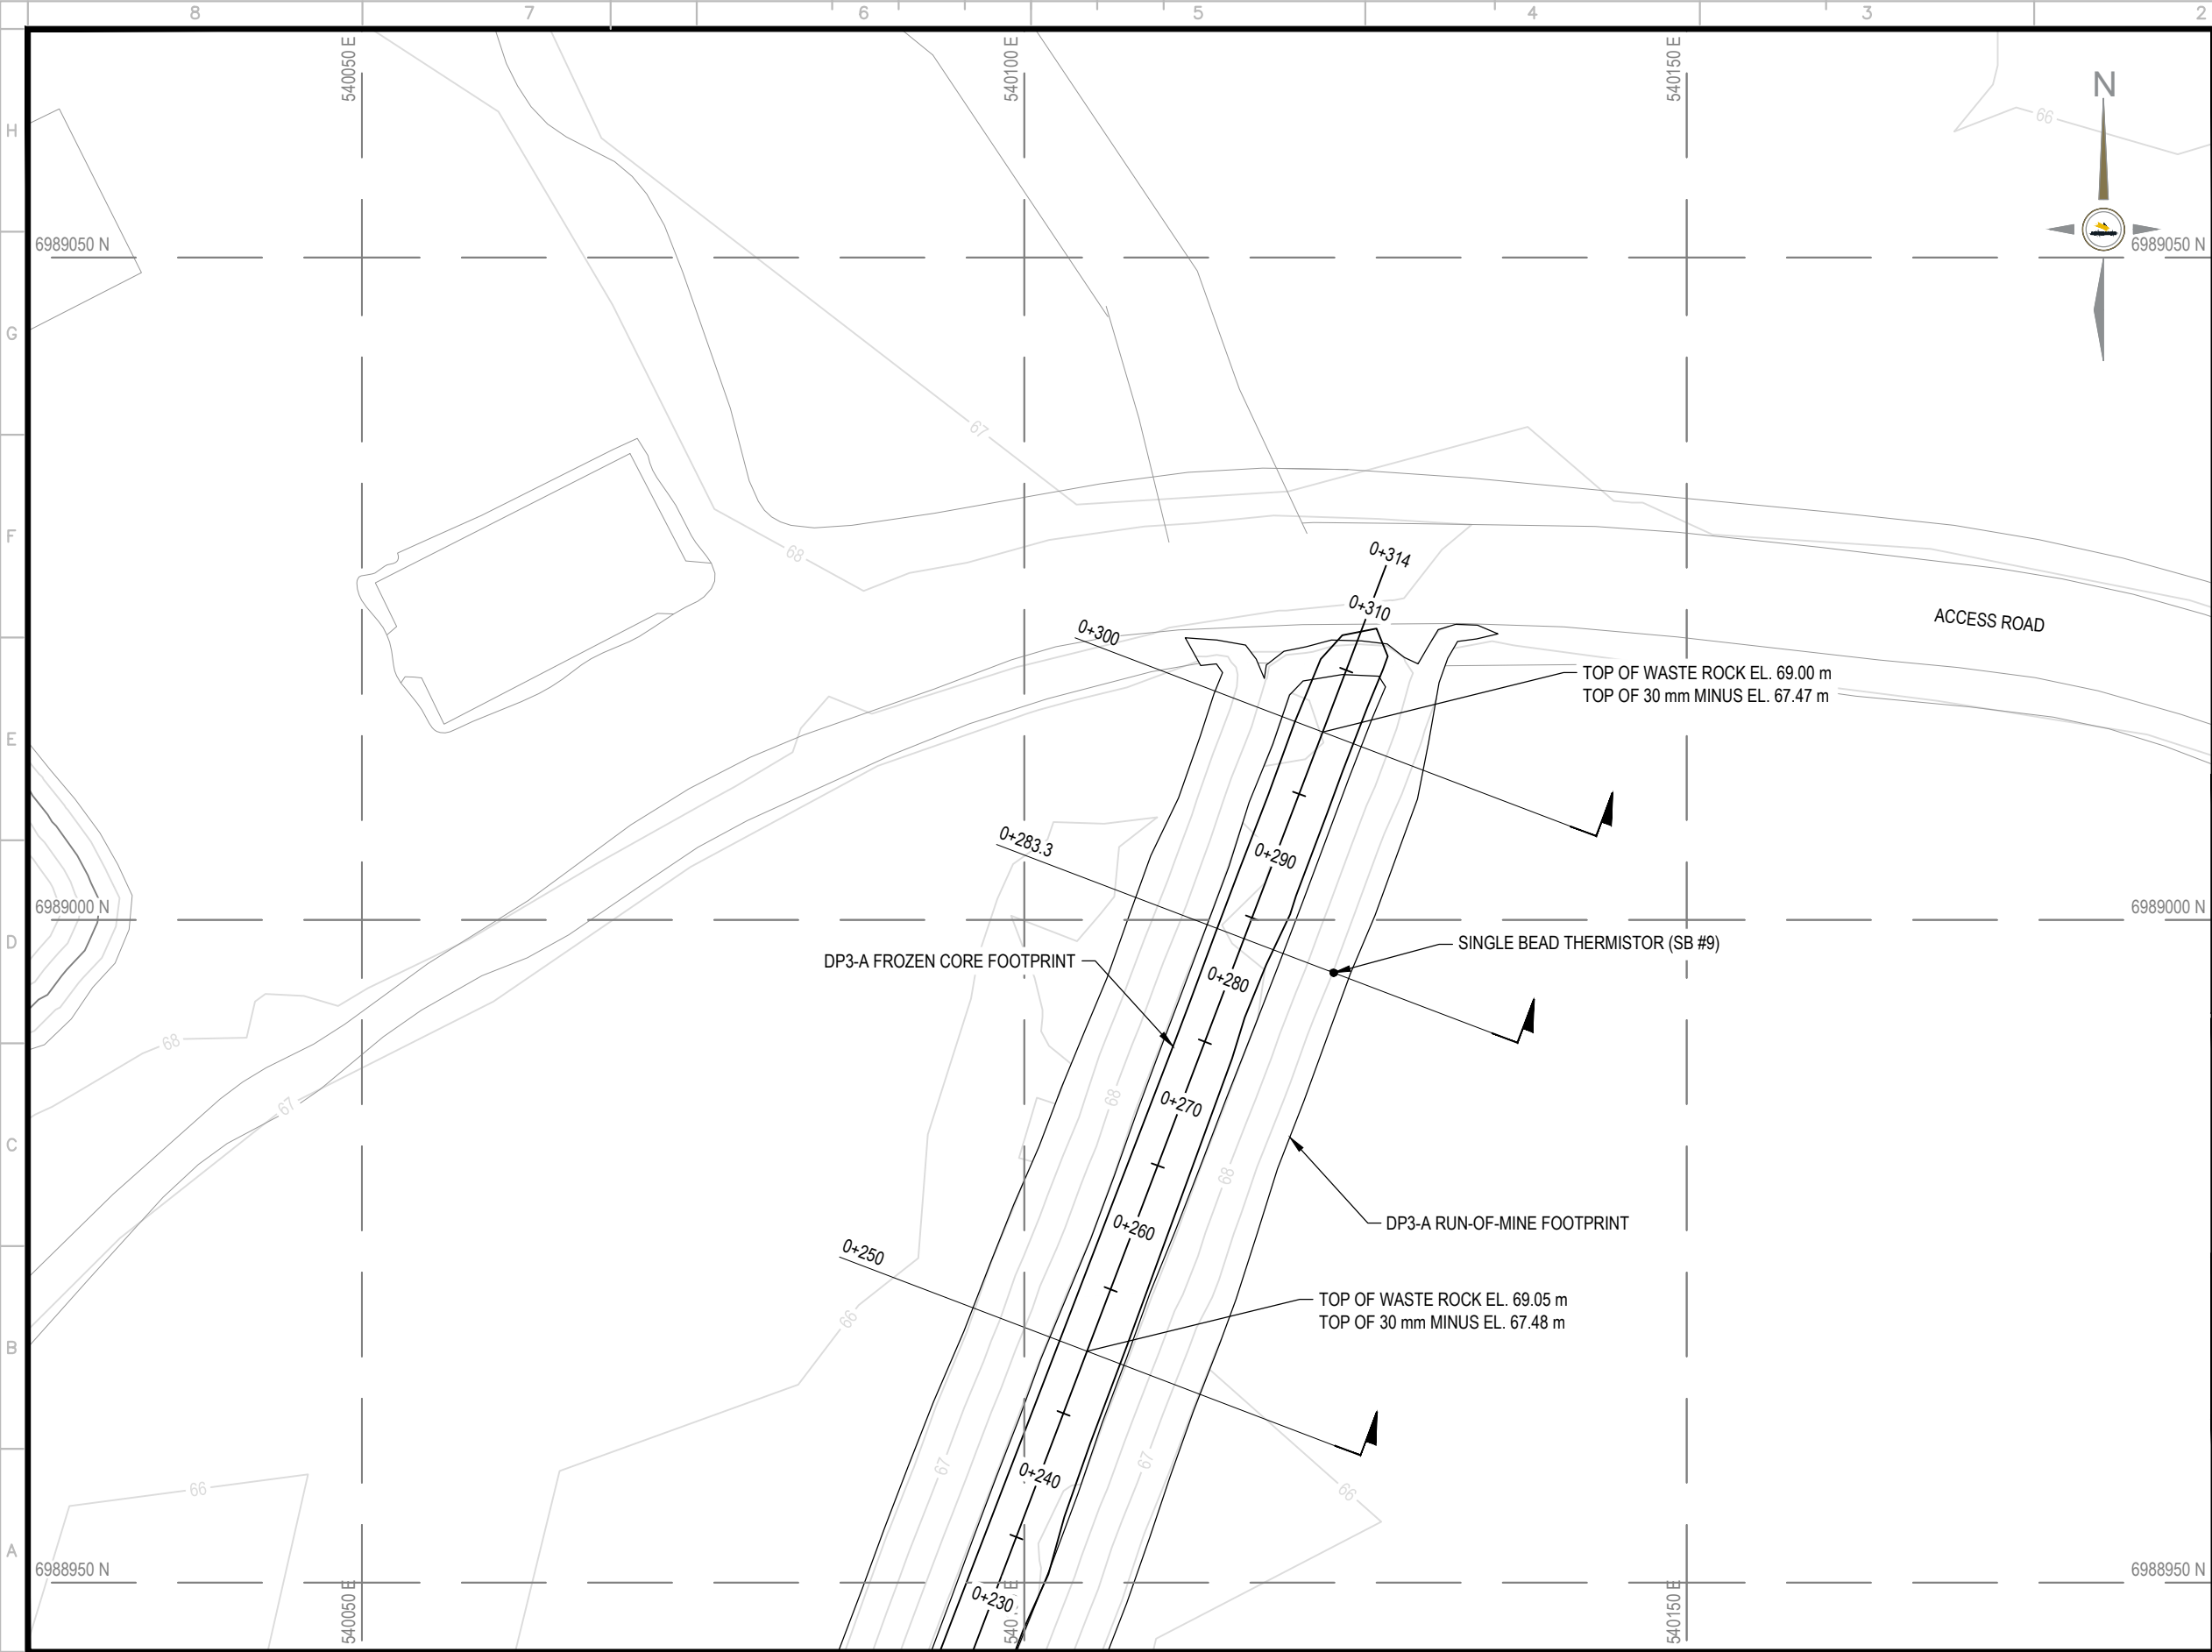 8 7 6 5 4 3 2
540050 E
540100 E
540150 E
N
H
66
6989050 N
6989050 N
G
67
F
68
0+314
0+310
0+300
ACCESS ROAD
TOP OF WASTE ROCK EL. 69.00 m
TOP OF 30 mm MINUS EL. 67.47 m
E
0+283.3
0+290
6989000 N
6989000 N
D
SINGLE BEAD THERMISTOR (SB #9)
DP3-A FROZEN CORE FOOTPRINT
0+280
68
67
68
0+270
C
68
DP3-A RUN-OF-MINE FOOTPRINT
0+260
0+250
66
TOP OF WASTE ROCK EL. 69.05 m
TOP OF 30 mm MINUS EL. 67.48 m
B
67
67
0+240
66
66
A
6988950 N
6988950 N
0+230
540050 E
E
540150 E